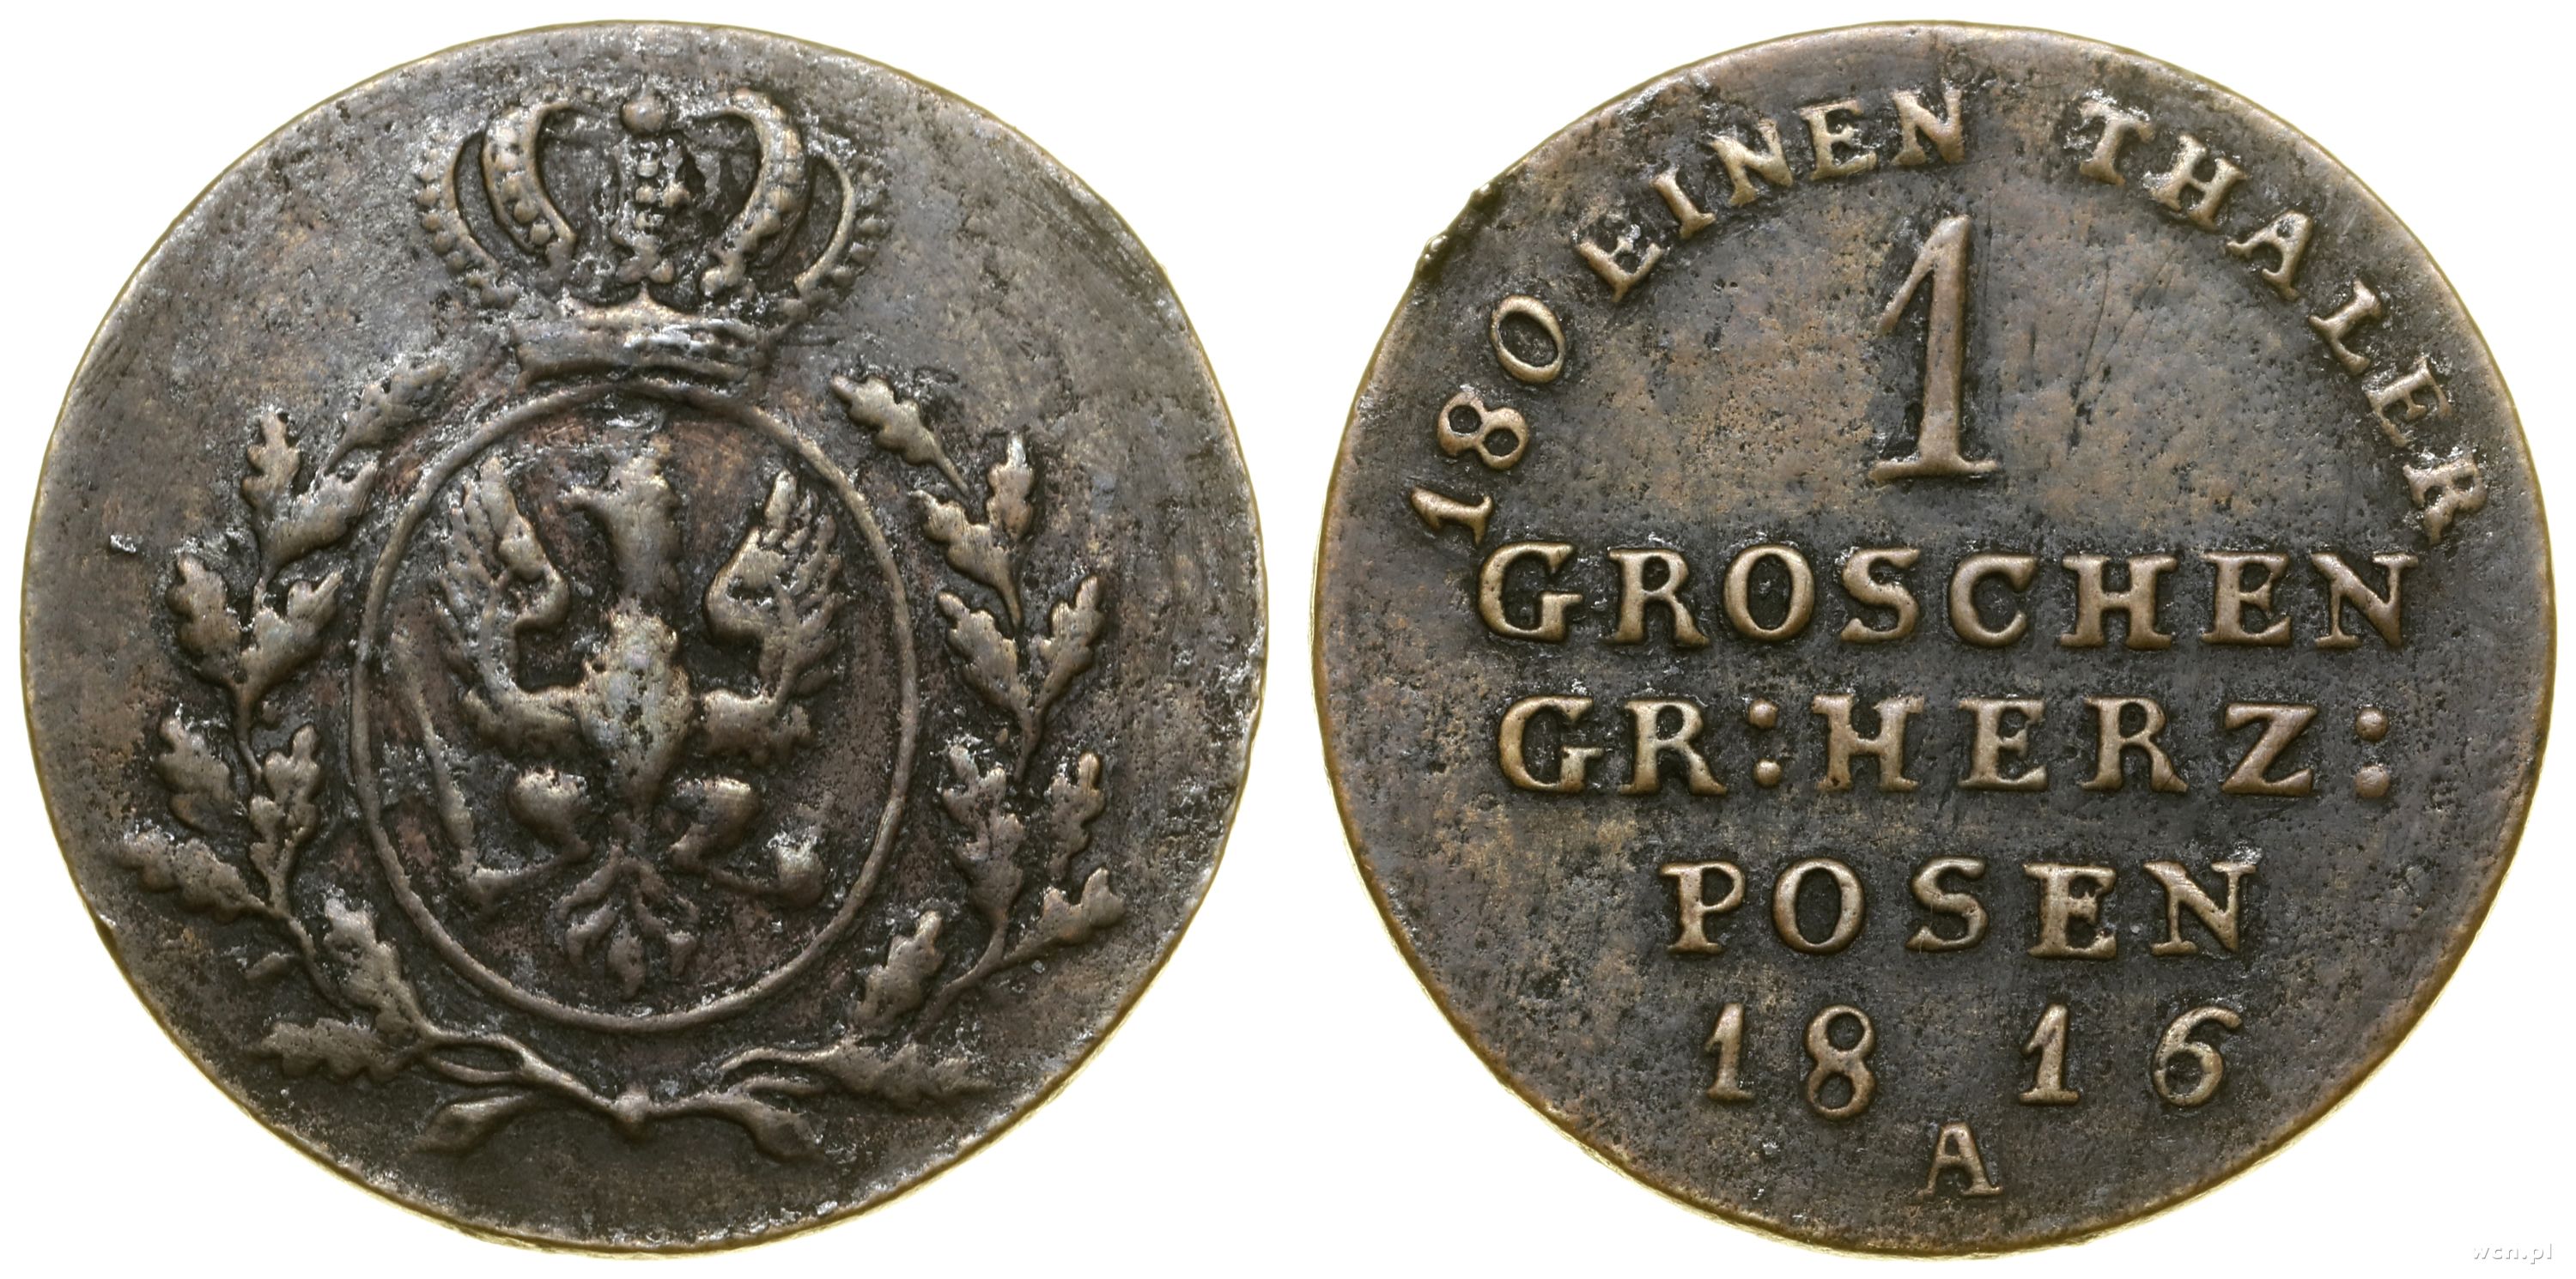 180 EINEN THALER
1
GROSCHEN
GR:HERZ:
POSEN
1816
A
wcn.pl